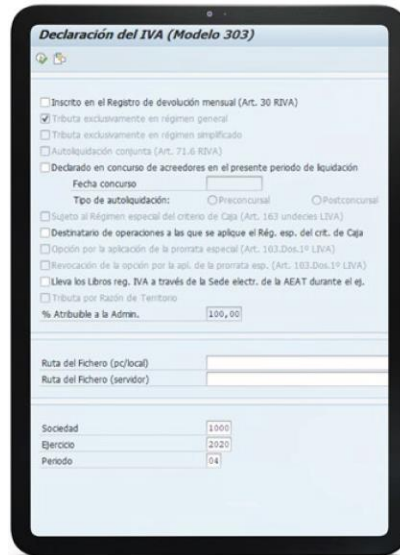 Declaración del IVA (Modelo 303)
Inscrito en el Registro de devolución mensual (Art. 30 RIVA)
Tributa exclusivamente en régimen general
Tributa exclusivamente en régimen simplificado
Autoliquidación conjunta (Art. 71.6 RIVA)
Declarado en concurso de acreedores en el presente periodo de liquidación
Fecha concurso
Tipo de autoliquidación: Preconcursal Postconcursal
Sujeto al Régimen especial del criterio de Caja (Art. 163 undecies LIVA)
Destinatario de operaciones a las que se aplique el Rég. esp. del crit. de Caja
Opción por la aplicación de la prorrata especial (Art. 103.Dos.1º LIVA)
Revocación de la opción por la apl. de la prorrata esp. (Art. 103.Dos.1º LIVA)
Lleva los Libros reg. IVA a través de la Sede electr. de la AEAT durante el ej.
Tributa por Razón de Territorio
% Atribuible a la Admin. 100,00
Ruta del Fichero (pc/local)
Ruta del Fichero (servidor)
Sociedad 1000
Ejercicio 2020
Periodo 04